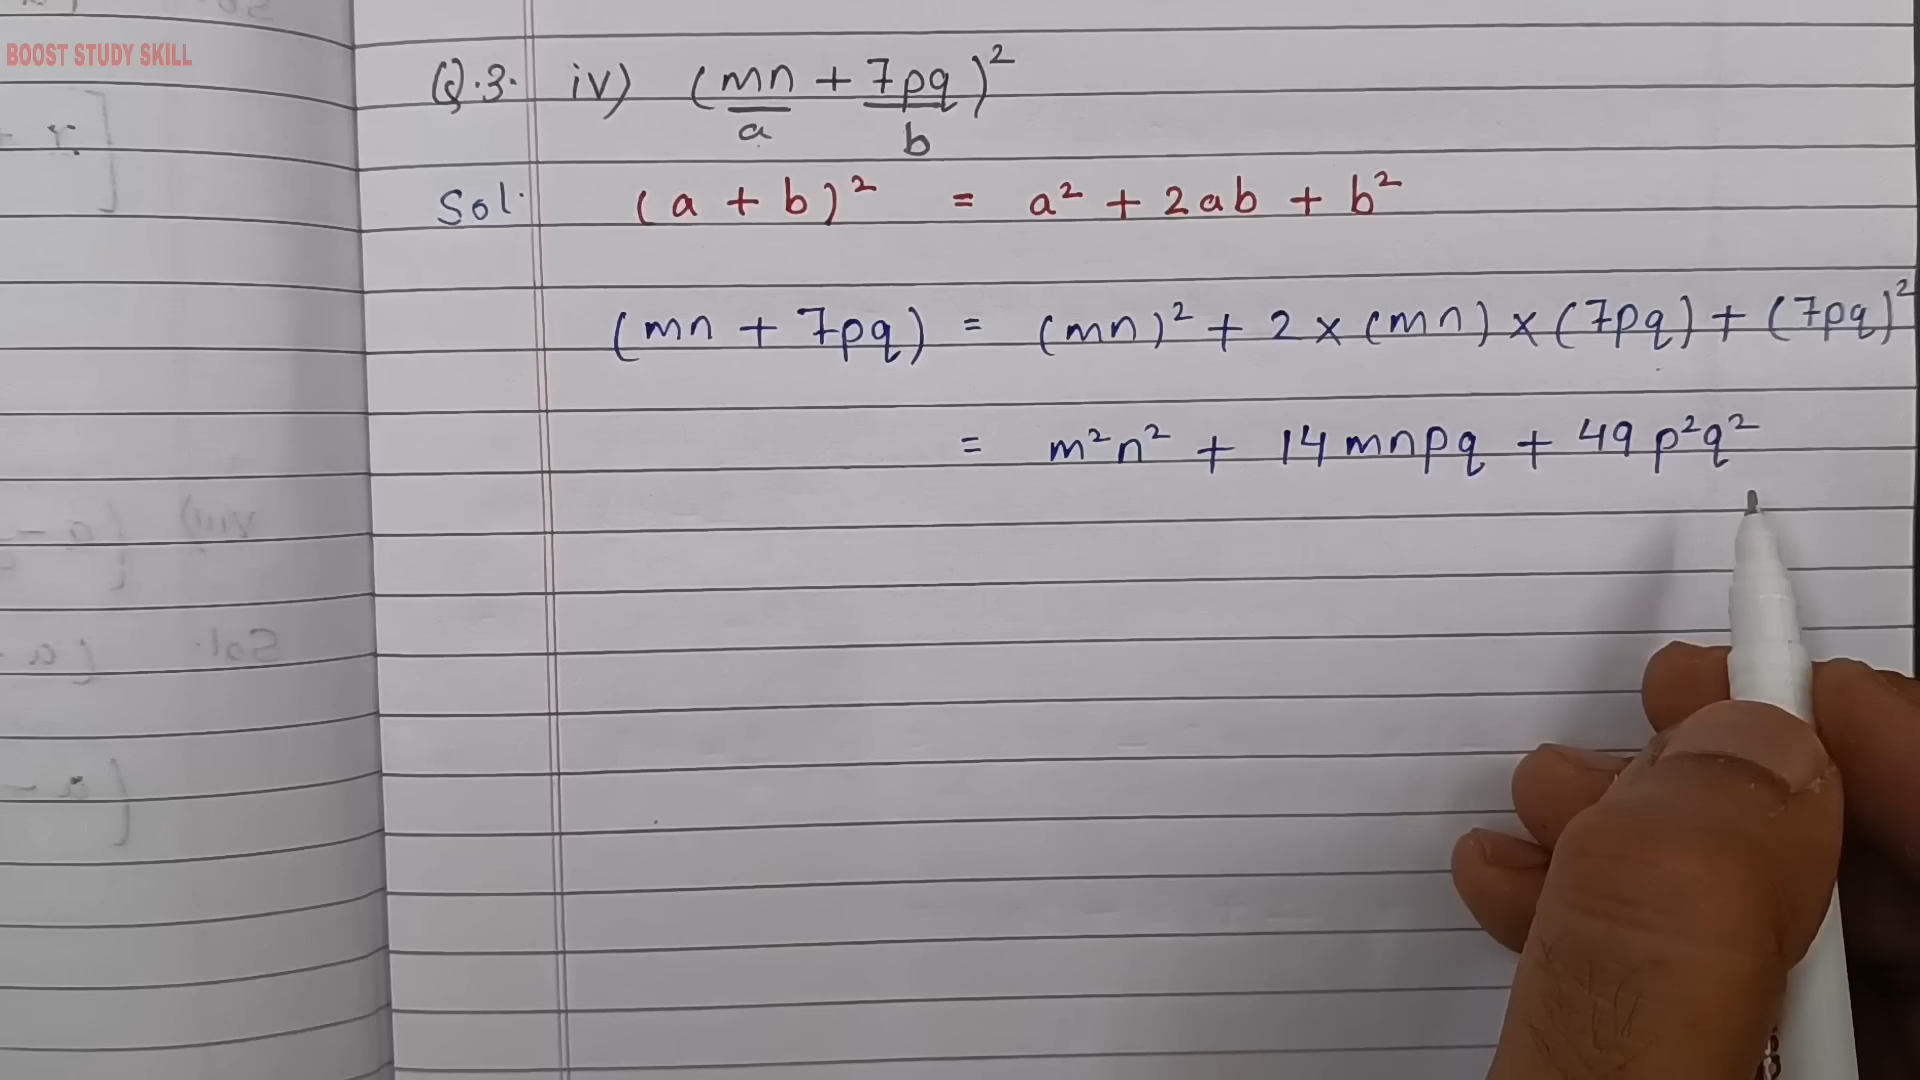 BOOST STUDY SKILL
Q.3. iv) (mn + 7pq)²
a b
Sol. (a + b)² = a² + 2ab + b²
(mn + 7pq) = (mn)² + 2 × (mn) × (7pq) + (7pq)²
= m²n² + 14mnpq + 49p²q²